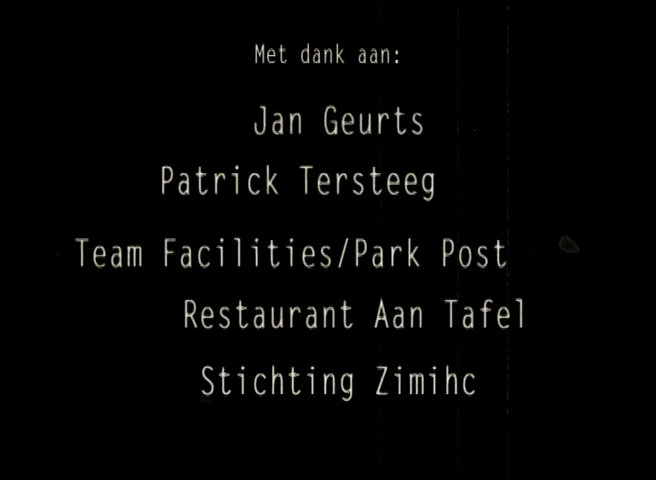 Met dank aan:
Jan Geurts
Patrick Tersteeg
Team Facilities/Park Post
Restaurant Aan Tafel
Stichting Zimihc